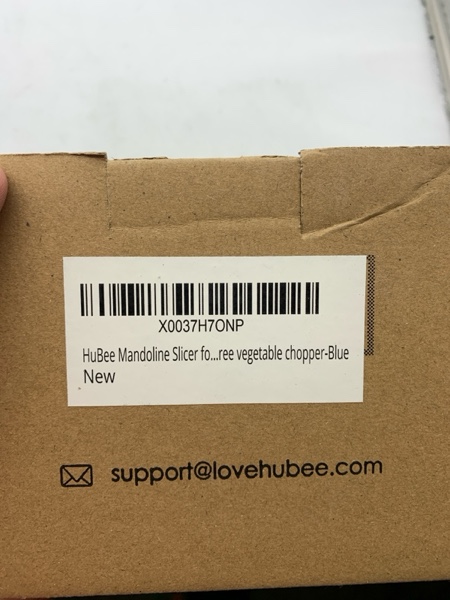 X0037H7ONP
HuBee Mandoline Slicer fo...ree vegetable chopper-Blue
New
support@lovehubee.com